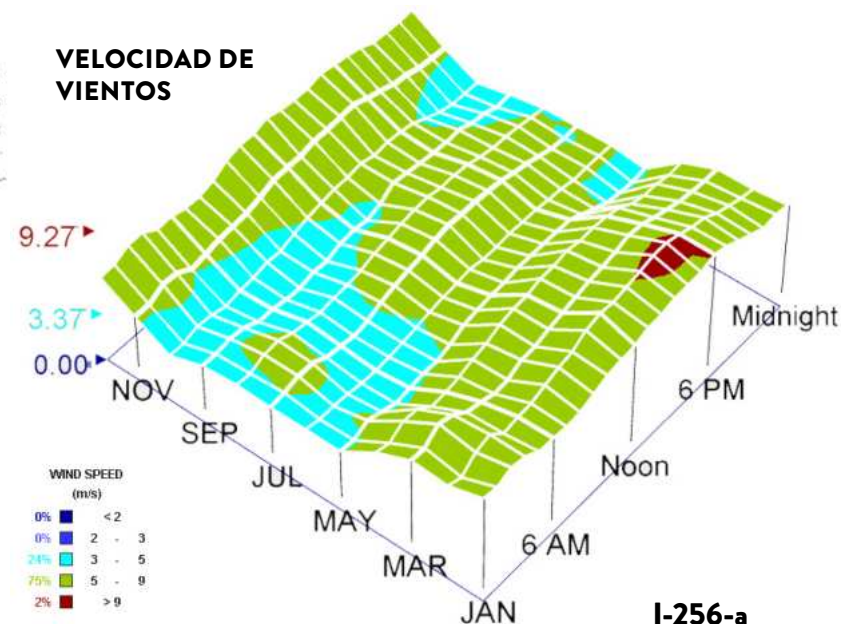 VELOCIDAD DE
VIENTOS
9.27
3.37
0.00
NOV
SEP
JUL
MAY
MAR
JAN
6 AM
Noon
6 PM
Midnight
WIND SPEED
(m/s)
0% < 2
0% 2 - 3
24% 3 - 5
75% 5 - 9
2% > 9
I-256-a